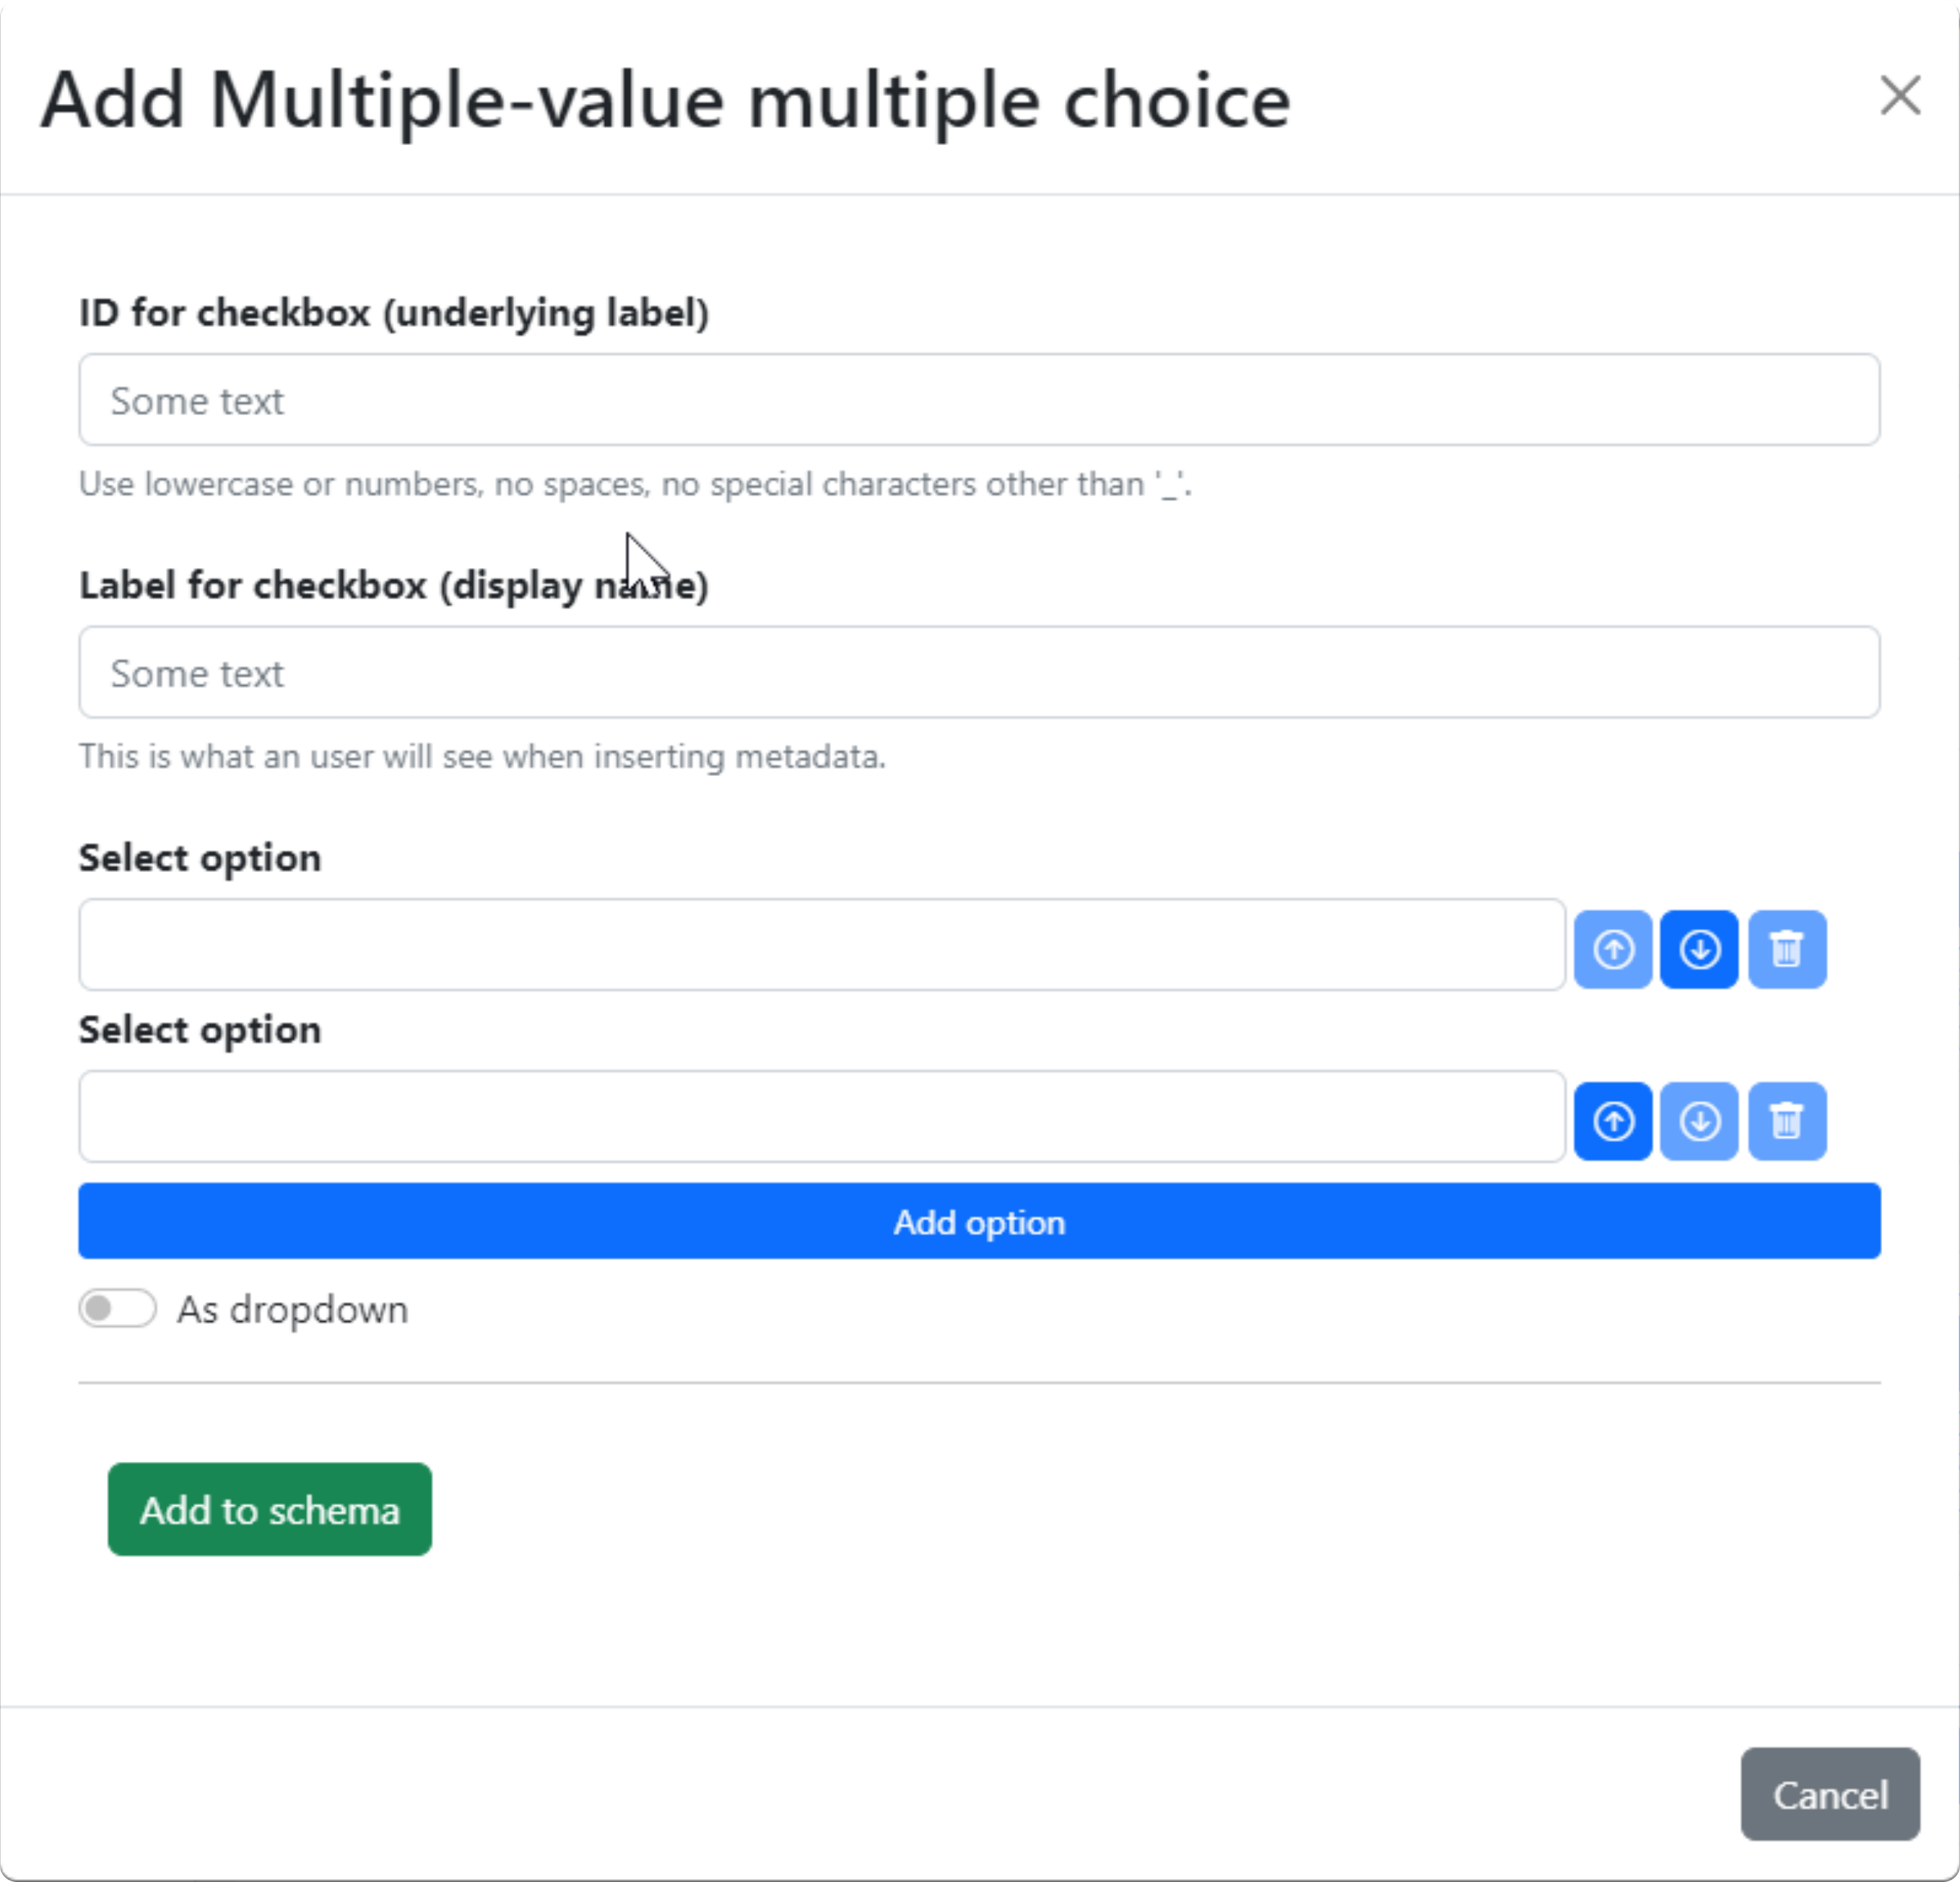 Add Multiple-value multiple choice
ID for checkbox (underlying label)
Some text
Use lowercase or numbers, no spaces, no special characters other than '_'.
Label for checkbox (display name)
Some text
This is what an user will see when inserting metadata.
Select option
Select option
Add option
As dropdown
Add to schema
Cancel